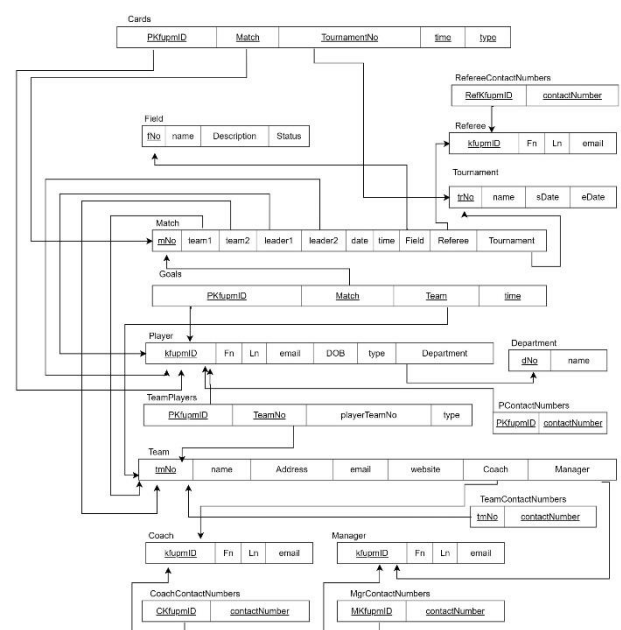 Cards
PKfupmID Match TournamentNo time type
RefereeContactNumbers
RefKfupmID contactNumber
Field
fNo name Description Status
Referee
kfupmID Fn Ln email
Tournament
trNo name sDate eDate
Match
mNo team1 team2 leader1 leader2 date time Field Referee Tournament
Goals
PKfupmID Match Team time
Player
kfupmID Fn Ln email DOB type Department
Department
dNo name
TeamPlayers
PKfupmID TeamNo playerTeamNo type
PContactNumbers
PKfupmID contactNumber
Team
tmNo name Address email website Coach Manager
TeamContactNumbers
tmNo contactNumber
Coach
kfupmID Fn Ln email
Manager
kfupmID Fn Ln email
CoachContactNumbers
CKfupmID contactNumber
MgrContactNumbers
MKfupmID contactNumber